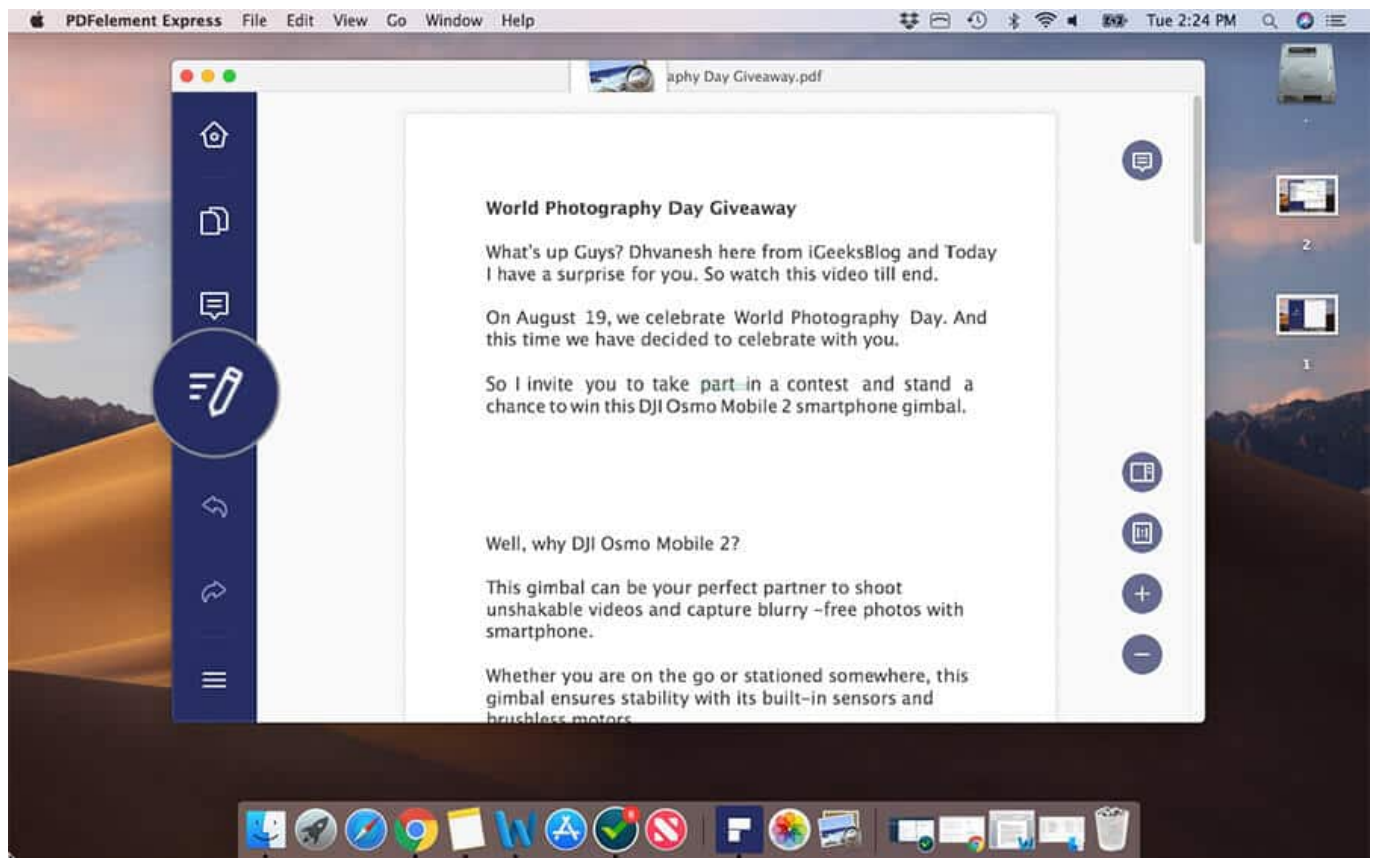 PDFelement Express File Edit View Go Window Help Tue 2:24 PM
aphy Day Giveaway.pdf
World Photography Day Giveaway
What's up Guys? Dhvanesh here from iGeeksBlog and Today
I have a surprise for you. So watch this video till end.
On August 19, we celebrate World Photography Day. And
this time we have decided to celebrate with you.
So I invite you to take part in a contest and stand a
chance to win this DJI Osmo Mobile 2 smartphone gimbal.
Well, why DJI Osmo Mobile 2?
This gimbal can be your perfect partner to shoot
unshakable videos and capture blurry -free photos with
smartphone.
Whether you are on the go or stationed somewhere, this
gimbal ensures stability with its built-in sensors and
brushless motors
2
1